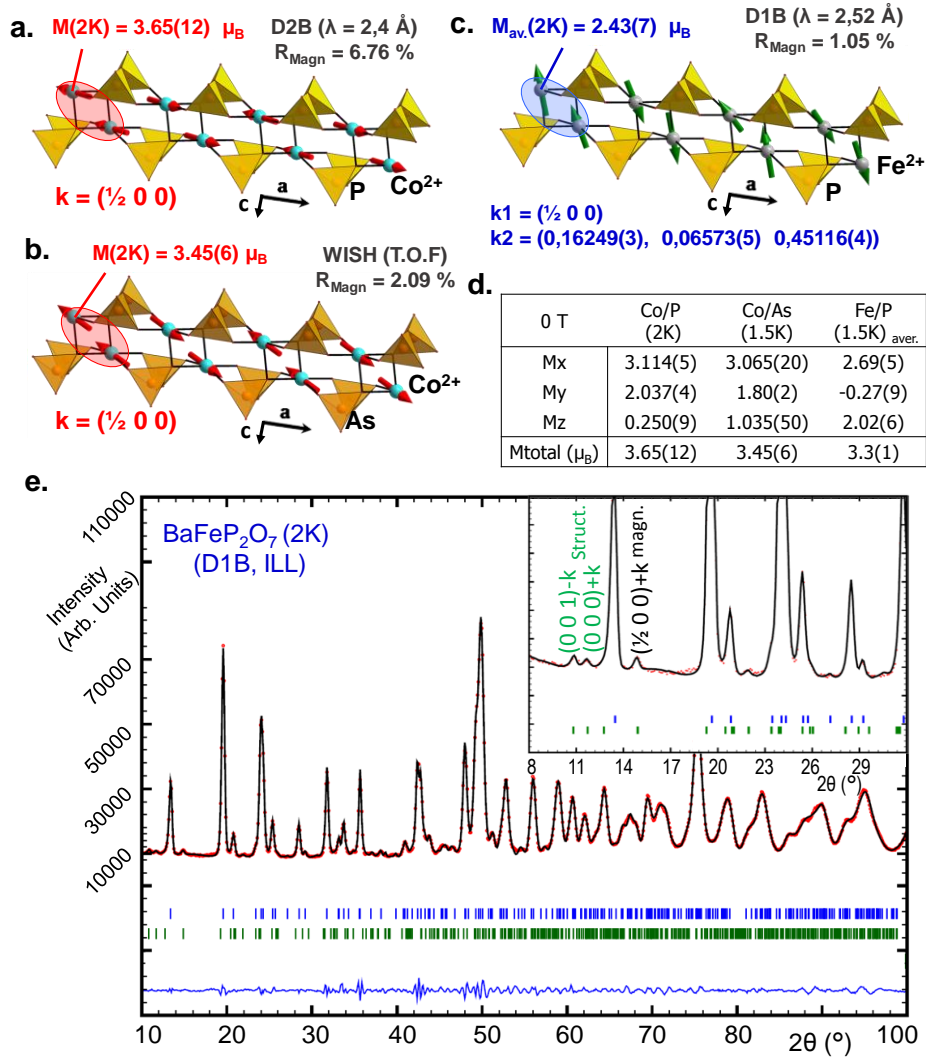 a.
M(2K) = 3.65(12) μB
D2B (λ = 2,4 Å)
RMagn = 6.76 %
k = (½ 0 0)
a
c
P
Co2+
b.
M(2K) = 3.45(6) μB
WISH (T.O.F)
RMagn = 2.09 %
k = (½ 0 0)
a
c
As
Co2+
c.
Mav.(2K) = 2.43(7) μB
D1B (λ = 2,52 Å)
RMagn = 1.05 %
a
c
P
Fe2+
k1 = (½ 0 0)
k2 = (0,16249(3), 0,06573(5) 0,45116(4))
d.
0 T Co/P (2K) Co/As (1.5K) Fe/P (1.5K) aver.
Mx 3.114(5) 3.065(20) 2.69(5)
My 2.037(4) 1.80(2) -0.27(9)
Mz 0.250(9) 1.035(50) 2.02(6)
Mtotal (μB) 3.65(12) 3.45(6) 3.3(1)
e.
BaFeP2O7 (2K)
(D1B, ILL)
Intensity
(Arb. Units)
110000
70000
50000
30000
10000
(0 0 1)-k Struct.
(0 0 0)+k
(½ 0 0)+k magn.
8 11 14 17 20 23 26 29
2θ (°)
10 20 30 40 50 60 70 80 90 100
2θ (°)